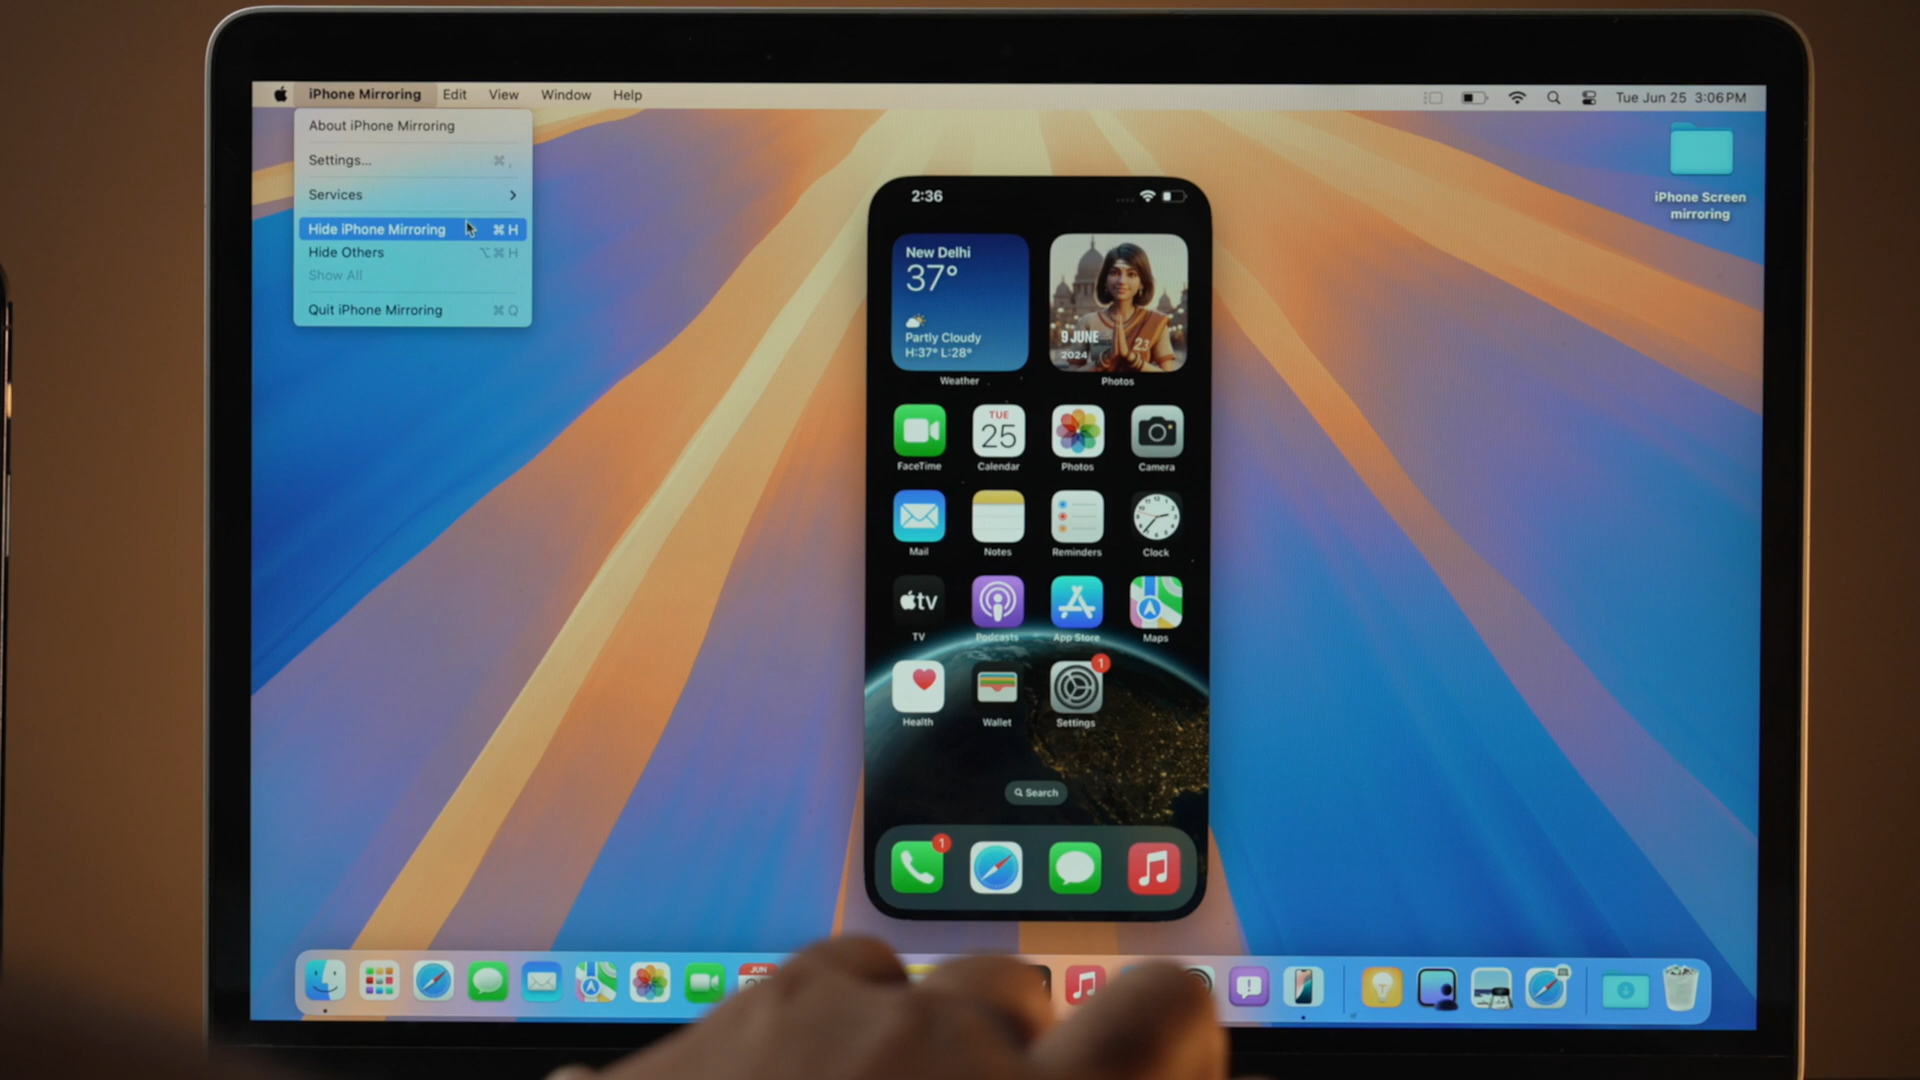 iPhone Mirroring Edit View Window Help
Tue Jun 25 3:06 PM
About iPhone Mirroring
Settings... ⌘ ,
Services
Hide iPhone Mirroring ⌘ H
Hide Others ⌥ ⌘ H
Show All
Quit iPhone Mirroring ⌘ Q
iPhone Screen
mirroring
2:36
New Delhi
37°
Partly Cloudy
H:37° L:28°
Weather
23
9 JUNE
2024
Photos
TUE
25
FaceTime Calendar Photos Camera
Mail Notes Reminders Clock
tv
TV Podcasts App Store Maps
1
Health Wallet Settings
Search
1
JUN